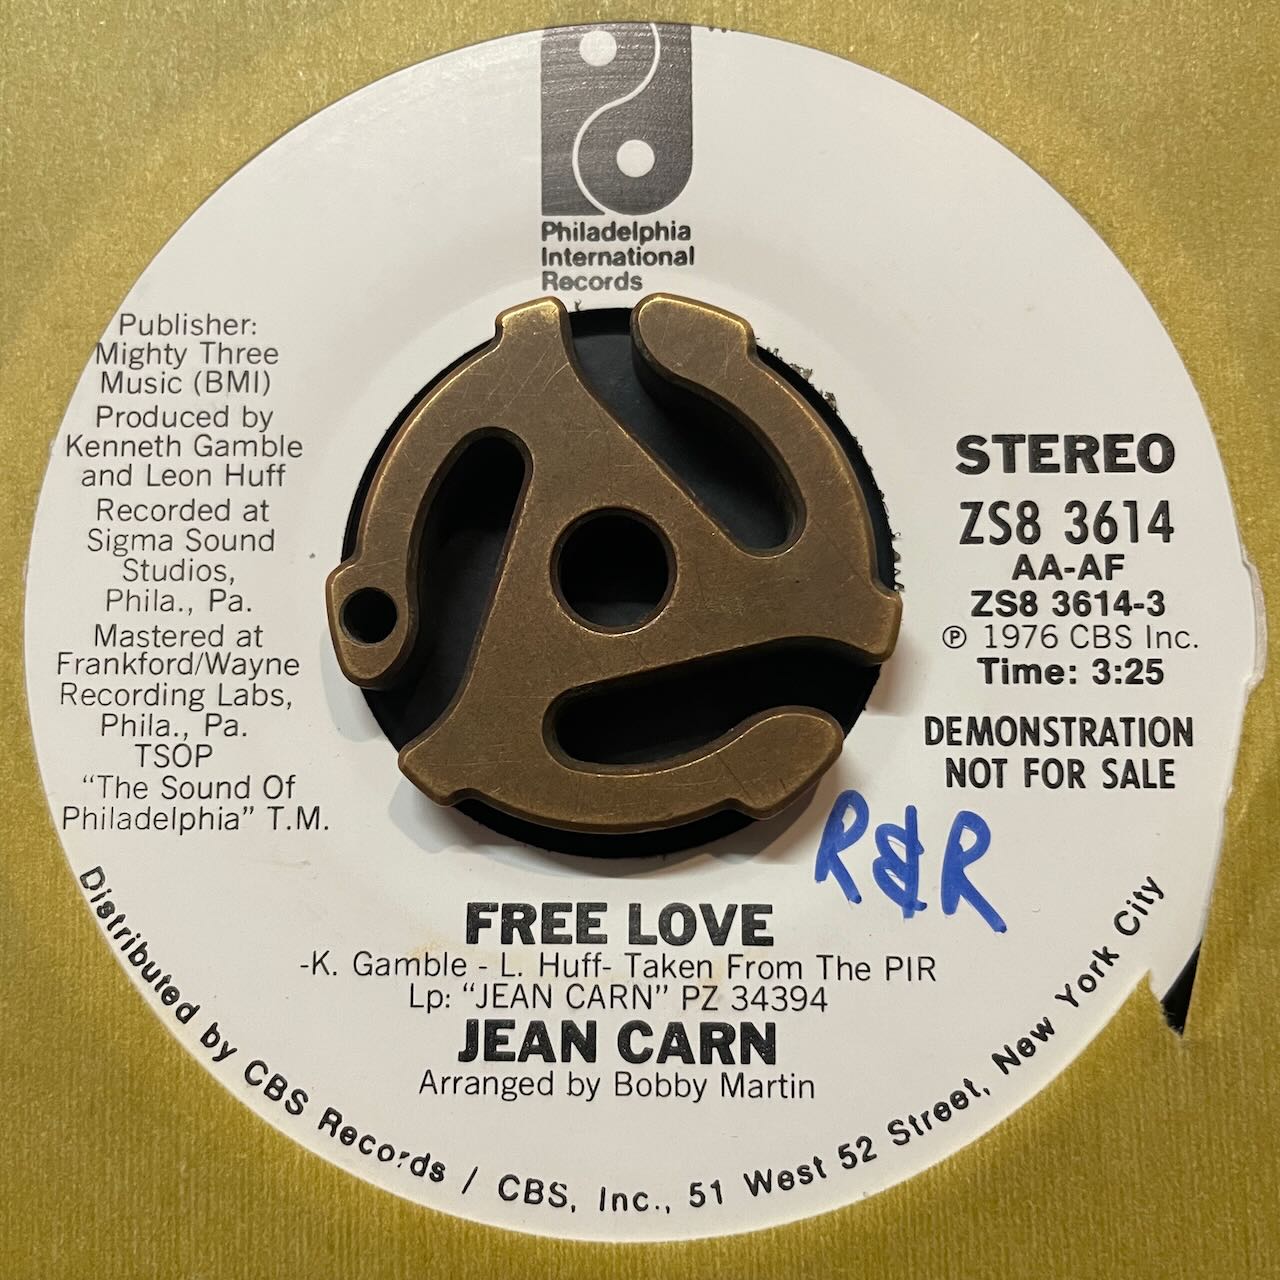 Philadelphia
International
Records
Publisher:
Mighty Three
Music (BMI)
Produced by
Kenneth Gamble
and Leon Huff
Recorded at
Sigma Sound
Studios,
Phila., Pa.
Mastered at
Frankford/Wayne
Recording Labs,
Phila., Pa.
TSOP
“The Sound Of
Philadelphia” T.M.
STEREO
ZS8 3614
AA-AF
ZS8 3614-3
℗ 1976 CBS Inc.
Time: 3:25
DEMONSTRATION
NOT FOR SALE
R&R
FREE LOVE
-K. Gamble - L. Huff- Taken From The PIR
Lp: “JEAN CARN” PZ 34394
JEAN CARN
Arranged by Bobby Martin
Distributed by CBS Records / CBS, Inc., 51 West 52 Street, New York City